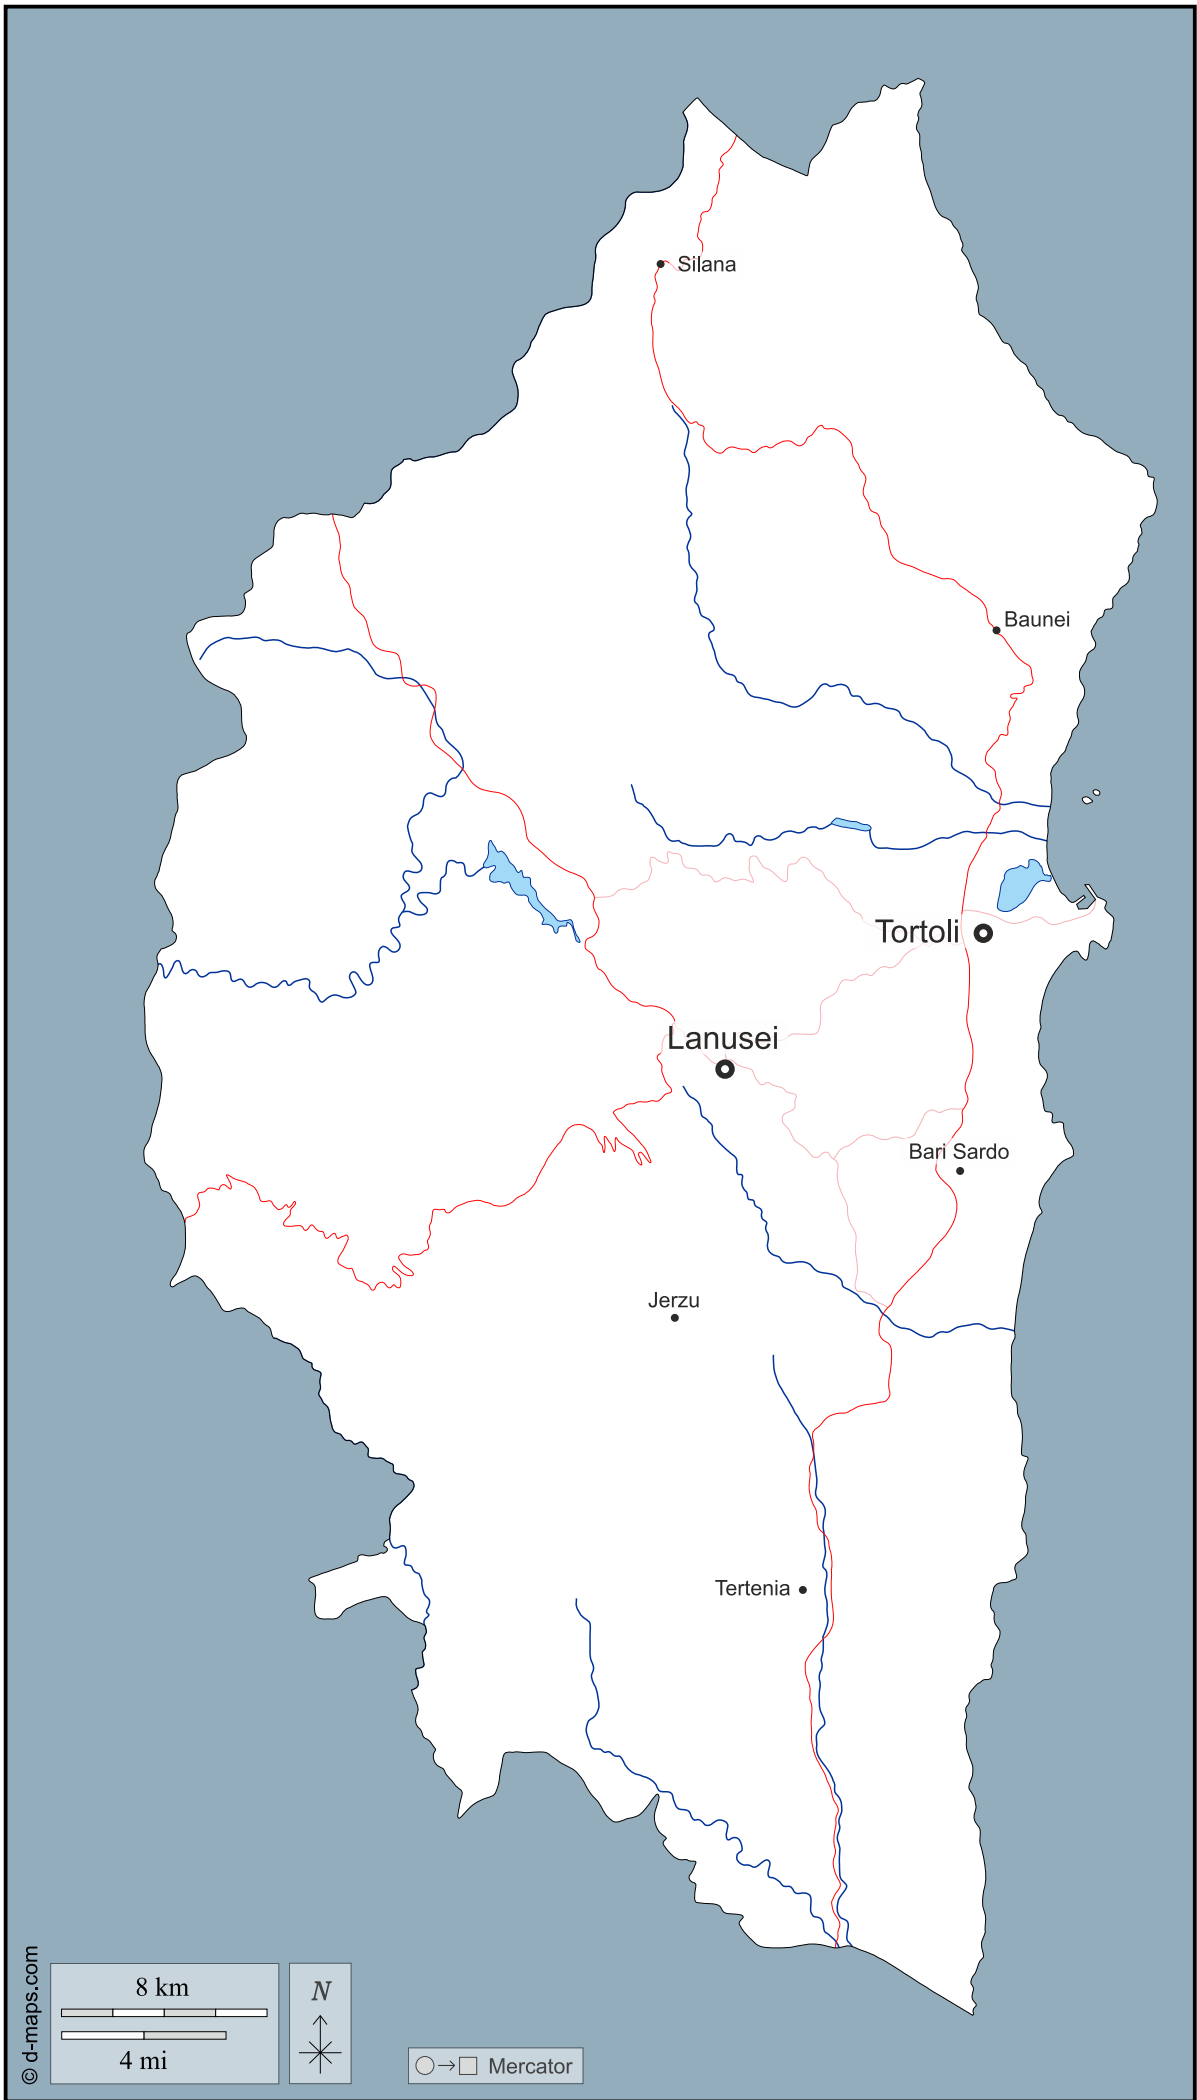 Silana
Baunei
Tortoli
Lanusei
Bari Sardo
Jerzu
Tertenia
© d-maps.com
8 km
4 mi
N
Mercator